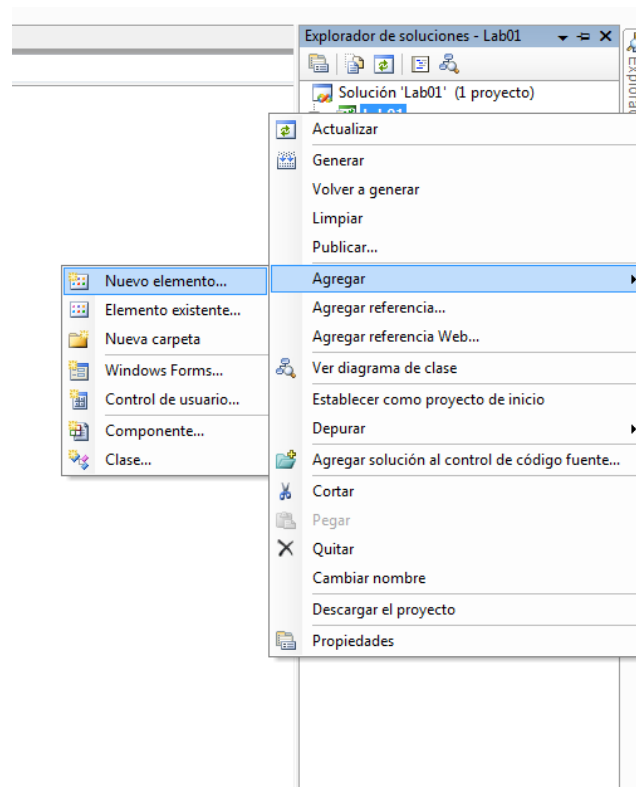 Explorador de soluciones - Lab01
Solución 'Lab01' (1 proyecto)
Lab01
Actualizar
Generar
Volver a generar
Limpiar
Publicar...
Agregar
Agregar referencia...
Agregar referencia Web...
Ver diagrama de clase
Establecer como proyecto de inicio
Depurar
Agregar solución al control de código fuente...
Cortar
Pegar
Quitar
Cambiar nombre
Descargar el proyecto
Propiedades
Nuevo elemento...
Elemento existente...
Nueva carpeta
Windows Forms...
Control de usuario...
Componente...
Clase...